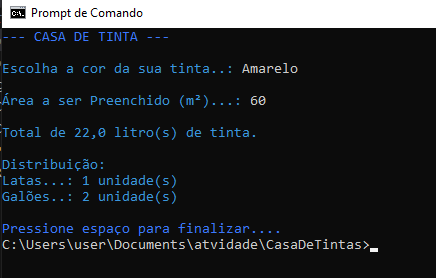 Prompt de Comando
--- CASA DE TINTA ---
Escolha a cor da sua tinta..: Amarelo
Área a ser Preenchido (m²)...: 60
Total de 22,0 litro(s) de tinta.
Distribuição:
Latas...: 1 unidade(s)
Galões..: 2 unidade(s)
Pressione espaço para finalizar....
C:\Users\user\Documents\atvidade\CasaDeTintas>